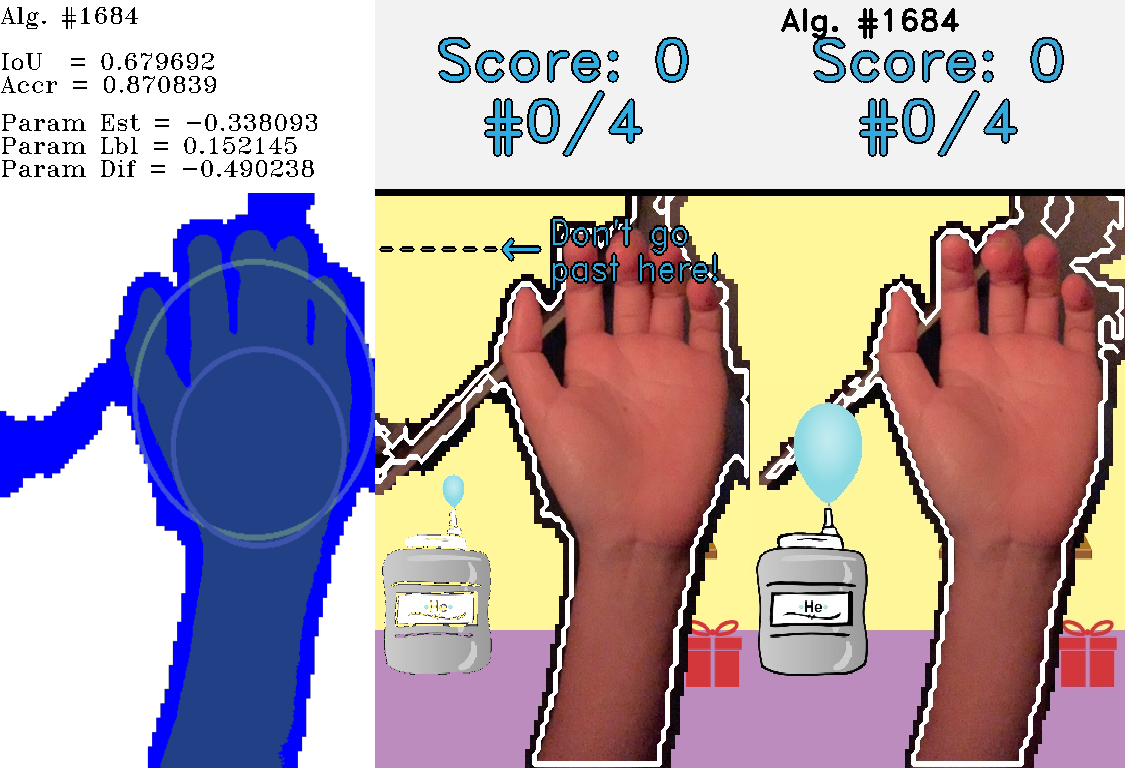 Alg. #1684
IoU = 0.679692
Accr = 0.870839
Param Est = −0.338093
Param Lbl = 0.152145
Param Dif = −0.490238
Score: 0
#0/4
Don't go
past here!
He
Alg. #1684
Score: 0
#0/4
He